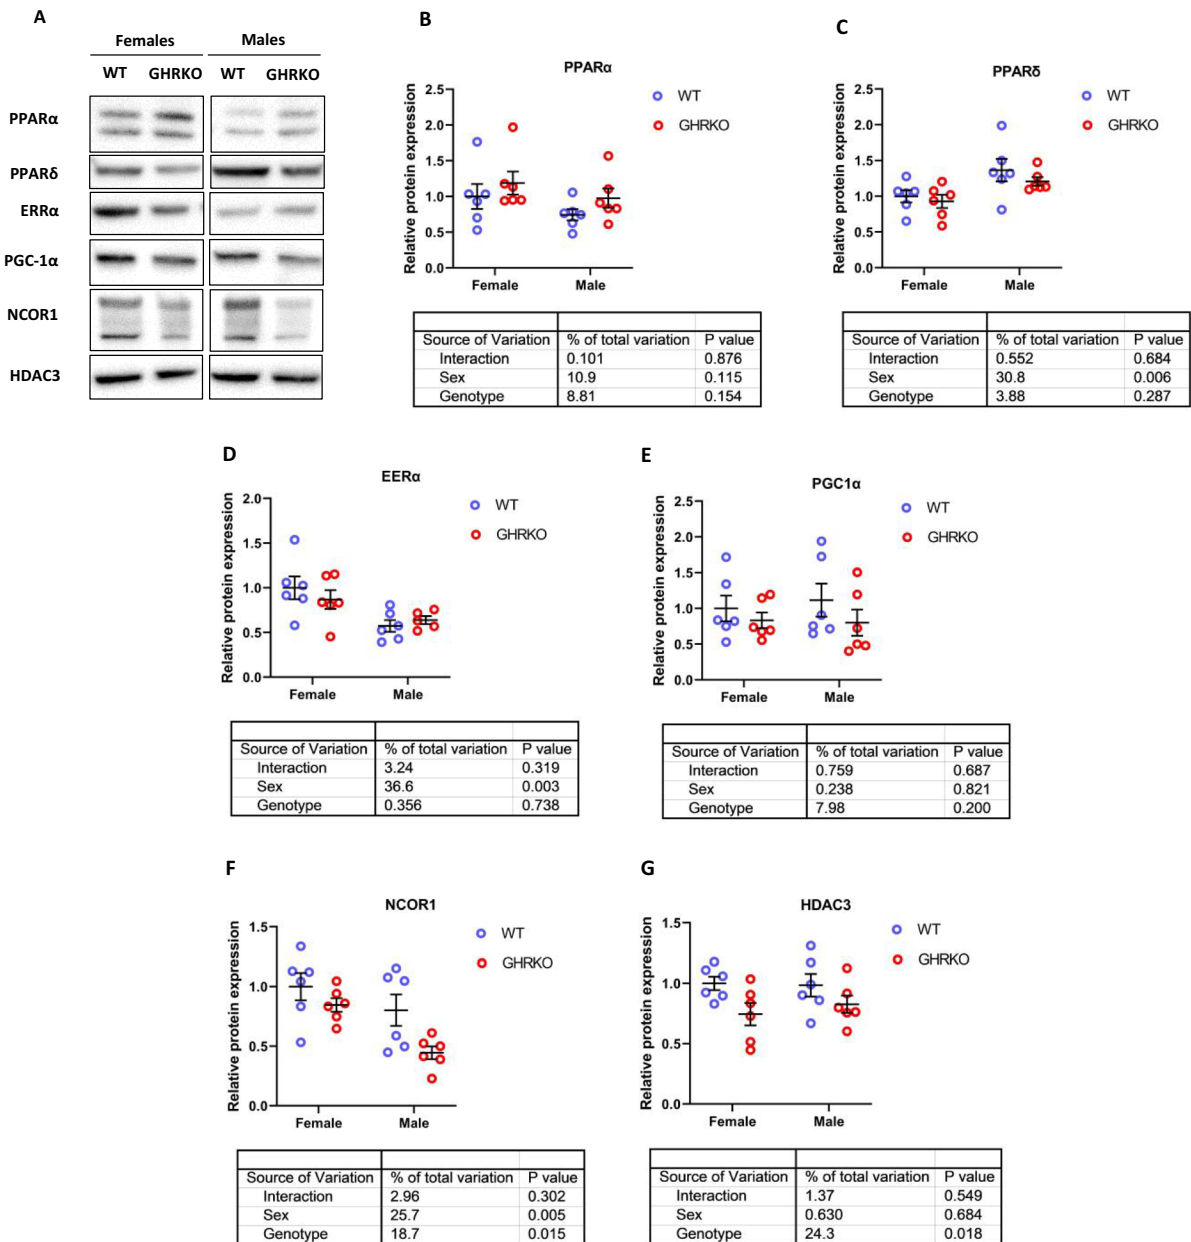 A
Females Males
WT GHRKO WT GHRKO
PPARα
PPARδ
ERRα
PGC-1α
NCOR1
HDAC3
B
PPARα
Relative protein expression
2.5
2.0
1.5
1.0
0.5
0.0
Female Male
WT
GHRKO
Source of Variation % of total variation P value
Interaction 0.101 0.876
Sex 10.9 0.115
Genotype 8.81 0.154
C
PPARδ
Relative protein expression
2.5
2.0
1.5
1.0
0.5
0.0
Female Male
WT
GHRKO
Source of Variation % of total variation P value
Interaction 0.552 0.684
Sex 30.8 0.006
Genotype 3.88 0.287
D
EERα
Relative protein expression
2.0
1.5
1.0
0.5
0.0
Female Male
WT
GHRKO
Source of Variation % of total variation P value
Interaction 3.24 0.319
Sex 36.6 0.003
Genotype 0.356 0.738
E
PGC1α
Relative protein expression
2.5
2.0
1.5
1.0
0.5
0.0
Female Male
WT
GHRKO
Source of Variation % of total variation P value
Interaction 0.759 0.687
Sex 0.238 0.821
Genotype 7.98 0.200
F
NCOR1
Relative protein expression
1.5
1.0
0.5
0.0
Female Male
WT
GHRKO
Source of Variation % of total variation P value
Interaction 2.96 0.302
Sex 25.7 0.005
Genotype 18.7 0.015
G
HDAC3
Relative protein expression
1.5
1.0
0.5
0.0
Female Male
WT
GHRKO
Source of Variation % of total variation P value
Interaction 1.37 0.549
Sex 0.630 0.684
Genotype 24.3 0.018